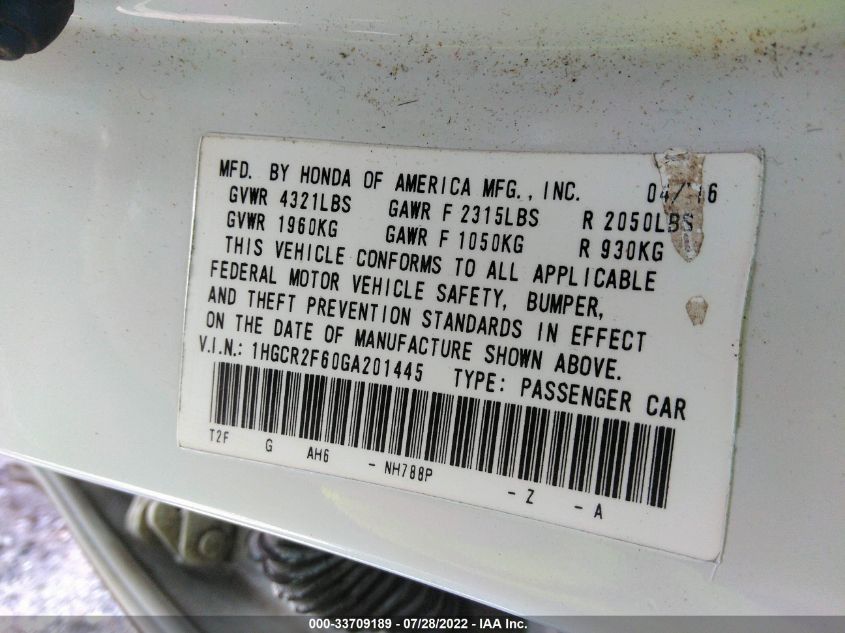 MFD. BY HONDA OF AMERICA MFG., INC. 04/16
GVWR 4321LBS GAWR F 2315LBS R 2050LBS
GVWR 1960KG GAWR F 1050KG R 930KG
THIS VEHICLE CONFORMS TO ALL APPLICABLE
FEDERAL MOTOR VEHICLE SAFETY, BUMPER,
AND THEFT PREVENTION STANDARDS IN EFFECT
ON THE DATE OF MANUFACTURE SHOWN ABOVE.
V.I.N.: 1HGCR2F60GA201445 TYPE: PASSENGER CAR
T2F G AH6 - NH788P - Z - A
000-33709189 / 07/28/2022 - IAA Inc.